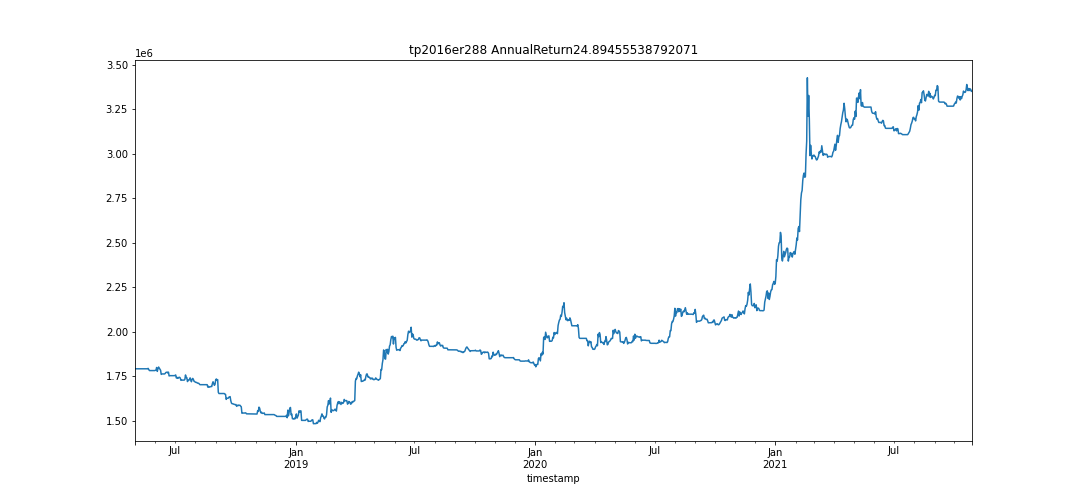 tp2016er288 AnnualReturn24.89455538792071
1e6
3.50
3.25
3.00
2.75
2.50
2.25
2.00
1.75
1.50
Jul Jan Jul Jan Jul Jan Jul
2019 2020 2021
timestamp